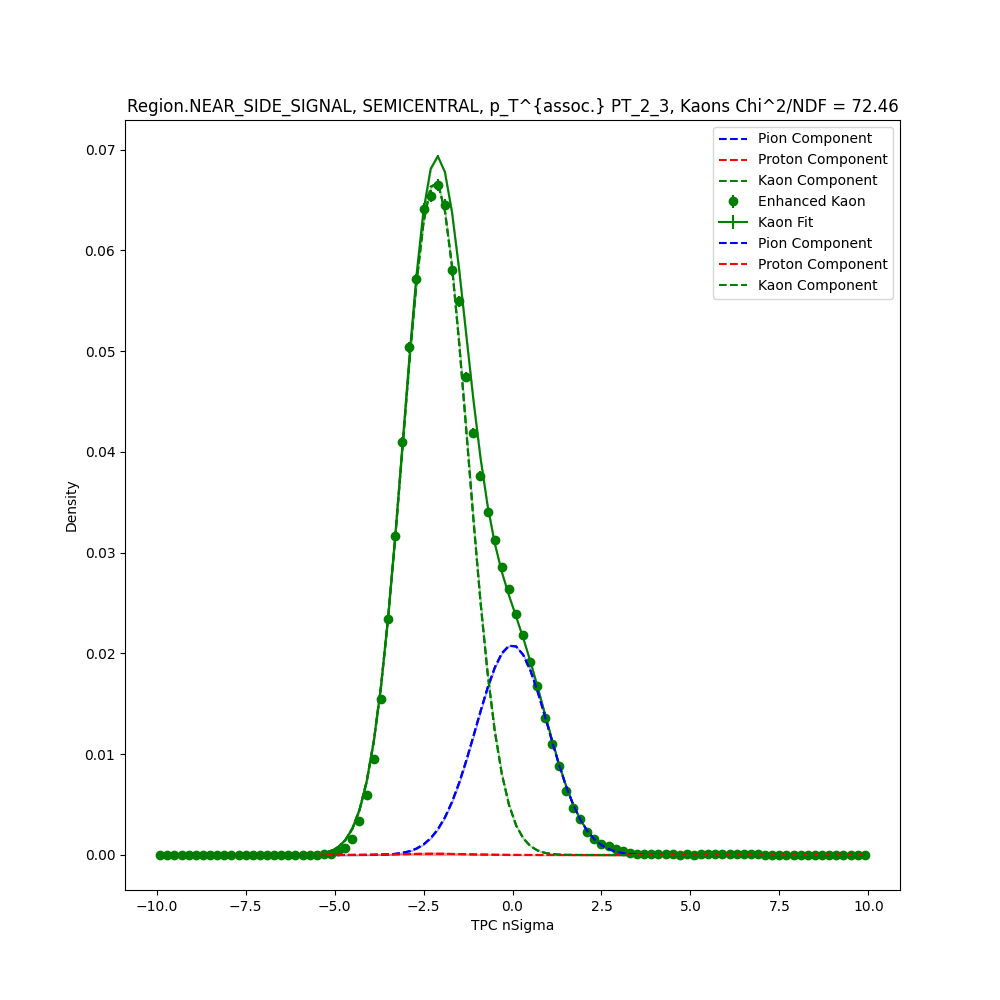 Region.NEAR_SIDE_SIGNAL, SEMICENTRAL, p_T^{assoc.} PT_2_3, Kaons Chi^2/NDF = 72.46
Pion Component
Proton Component
Kaon Component
Enhanced Kaon
Kaon Fit
Pion Component
Proton Component
Kaon Component
0.07
0.06
0.05
0.04
0.03
0.02
0.01
0.00
Density
−10.0 −7.5 −5.0 −2.5 0.0 2.5 5.0 7.5 10.0
TPC nSigma